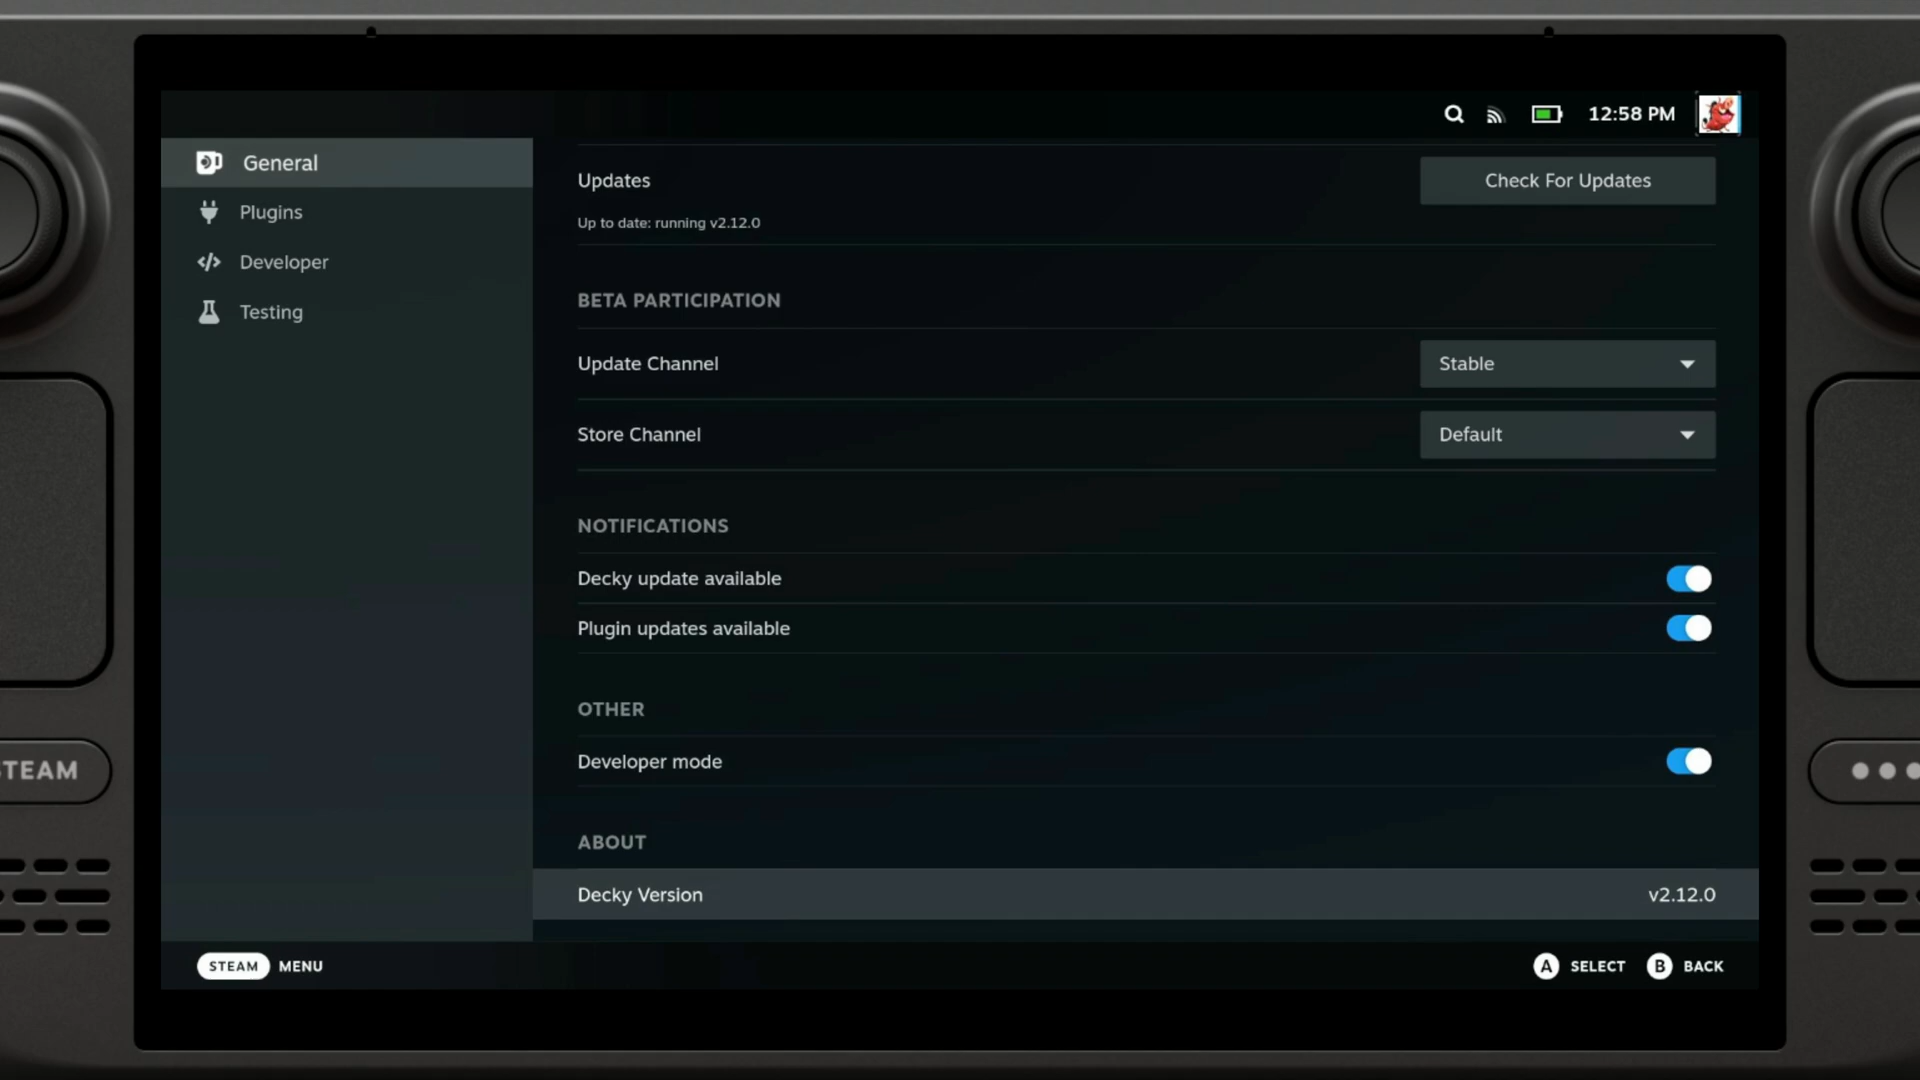 12:58 PM
General
Plugins
Developer
Testing
Updates
Check For Updates
Up to date: running v2.12.0
BETA PARTICIPATION
Update Channel
Stable
Store Channel
Default
NOTIFICATIONS
Decky update available
Plugin updates available
OTHER
Developer mode
ABOUT
Decky Version
v2.12.0
STEAM MENU
A SELECT B BACK
STEAM